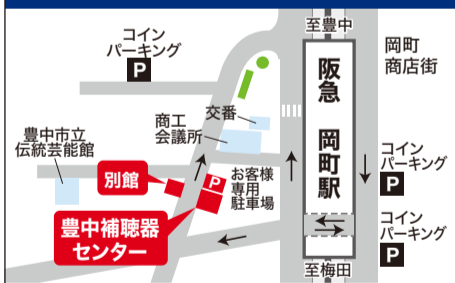 至豊中
コイン
パーキング
P
岡町
商店街
阪急 岡町駅
交番
商工
会議所
豊中市立
伝統芸能館
コイン
パーキング
P
別館
P
お客様
専用
駐車場
豊中補聴器
センター
コイン
パーキング
P
至梅田